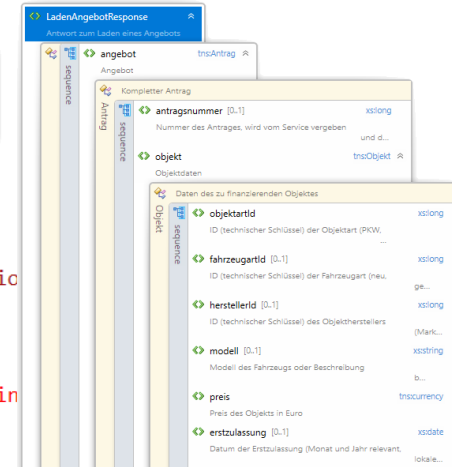 LadenAngebotResponse
Antwort zum Laden eines Angebots
sequence
angebot tns:Antrag
Angebot
Antrag
Kompletter Antrag
sequence
antragsnummer [0..1] xs:long
Nummer des Antrages, wird vom Service vergeben
und d...
objekt tns:Objekt
Objektdaten
Objekt
Daten des zu finanzierenden Objektes
sequence
objektartId xs:long
ID (technischer Schlüssel) der Objektart (PKW,
...
fahrzeugartId [0..1] xs:long
ID (technischer Schlüssel) der Fahrzeugart (neu,
ge...
io
herstellerId [0..1] xs:long
ID (technischer Schlüssel) des Objektherstellers
(Mark...
modell [0..1] xs:string
Modell des Fahrzeugs oder Beschreibung
b...
in
preis tns:currency
Preis des Objekts in Euro
erstzulassung [0..1] xs:date
Datum der Erstzulassung (Monat und Jahr relevant,
lokale...